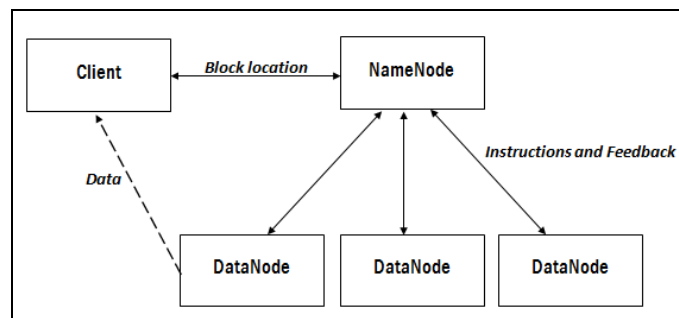 Client
Block location
NameNode
Instructions and Feedback
Data
DataNode
DataNode
DataNode